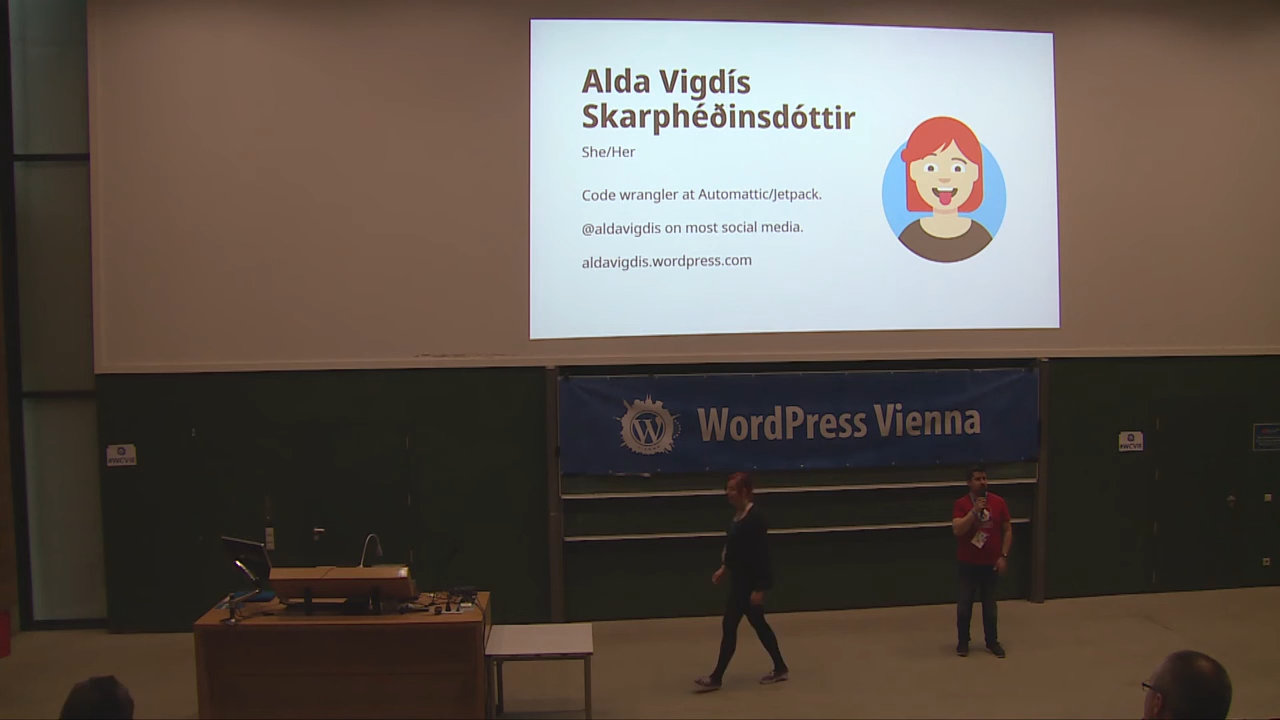 Alda Vigdís
Skarphéðinsdóttir
She/Her
Code wrangler at Automattic/Jetpack.
@aldavigdis on most social media.
aldavigdis.wordpress.com
WordPress Vienna